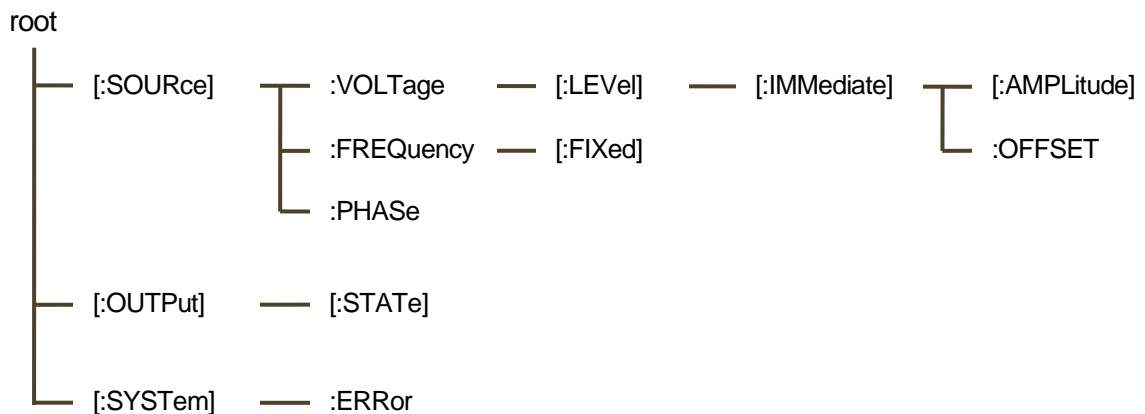 root
[:SOURce] :VOLTage [:LEVel] [:IMMediate] [:AMPLitude]
:FREQuency [:FIXed] :OFFSET
:PHASe
[:OUTPut] [:STATe]
[:SYSTem] :ERRor